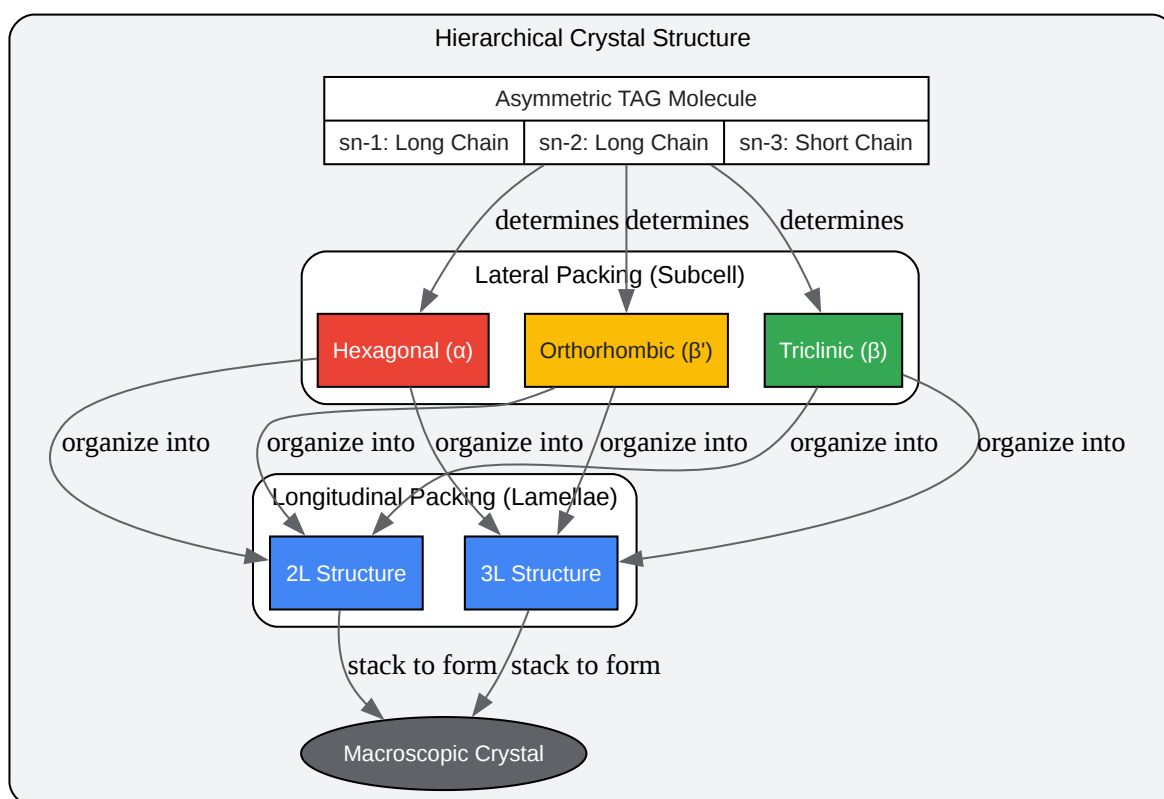 Hierarchical Crystal Structure
Asymmetric TAG Molecule
sn-1: Long Chain
sn-2: Long Chain
sn-3: Short Chain
determines
determines
determines
Lateral Packing (Subcell)
Hexagonal (α)
Orthorhombic (β')
Triclinic (β)
organize into
organize into
organize into
organize into
organize into
organize into
Longitudinal Packing (Lamellae)
2L Structure
3L Structure
stack to form
stack to form
Macroscopic Crystal